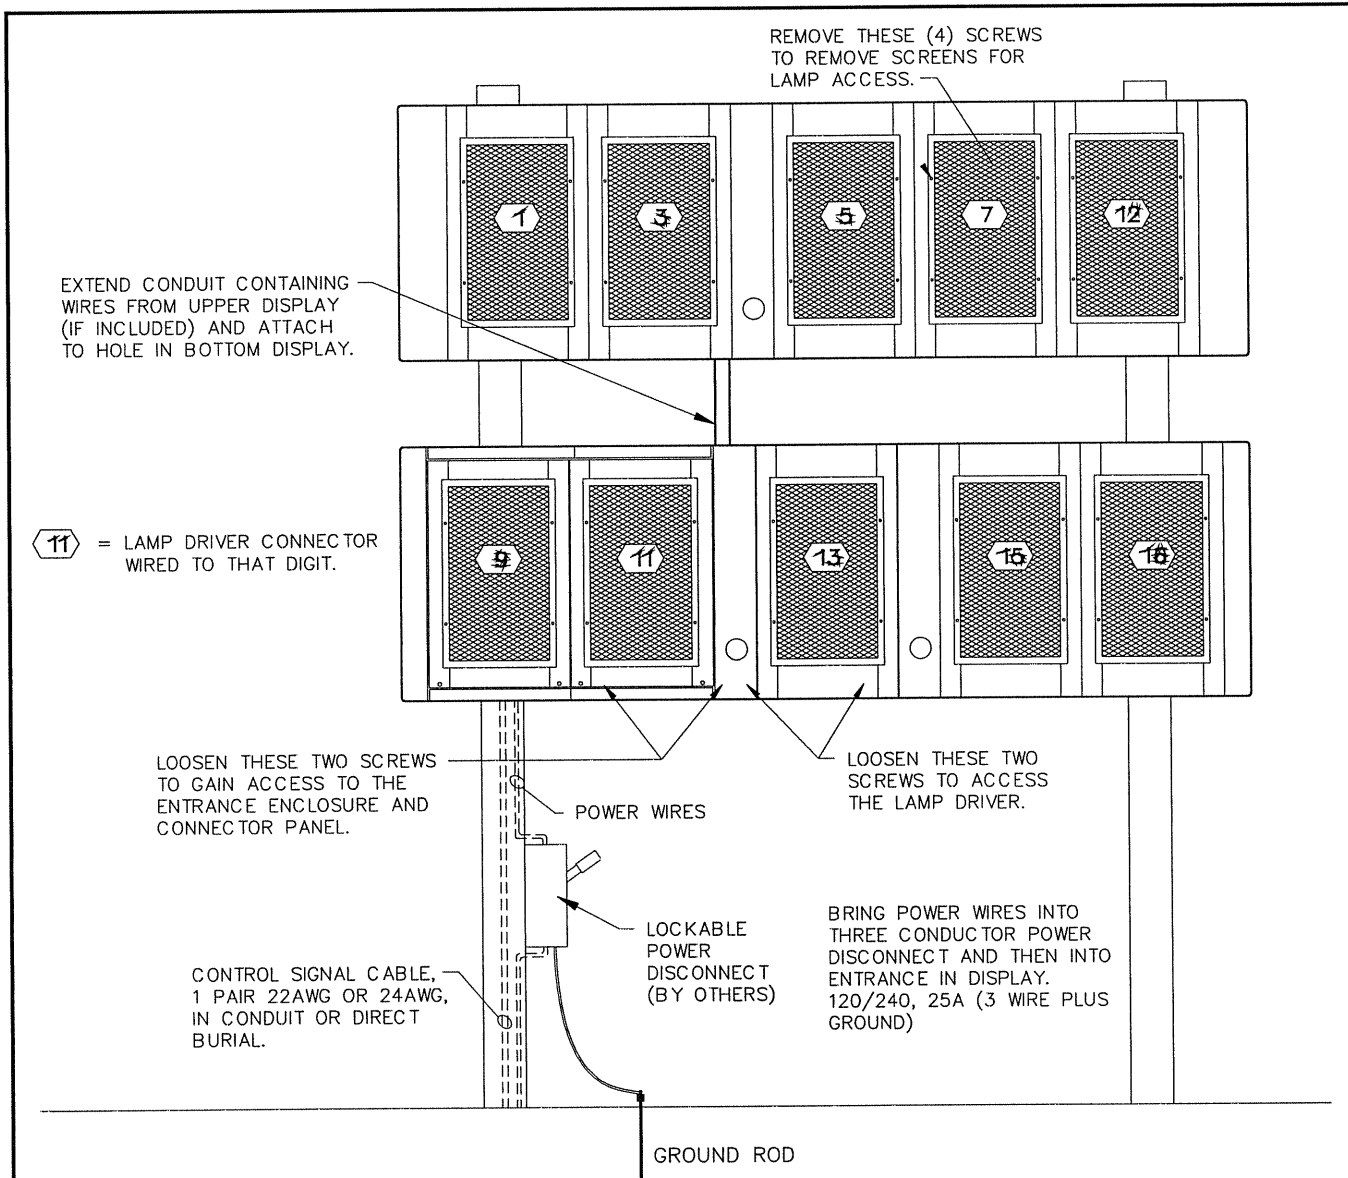 REMOVE THESE (4) SCREWS
TO REMOVE SCREENS FOR
LAMP ACCESS.
1
3
5
7
12
EXTEND CONDUIT CONTAINING
WIRES FROM UPPER DISPLAY
(IF INCLUDED) AND ATTACH
TO HOLE IN BOTTOM DISPLAY.
11 = LAMP DRIVER CONNECTOR
WIRED TO THAT DIGIT.
9
11
13
15
LOOSEN THESE TWO SCREWS
TO GAIN ACCESS TO THE
ENTRANCE ENCLOSURE AND
CONNECTOR PANEL.
POWER WIRES
LOOSEN THESE TWO
SCREWS TO ACCESS
THE LAMP DRIVER.
LOCKABLE
POWER
DISCONNECT
(BY OTHERS)
BRING POWER WIRES INTO
THREE CONDUCTOR POWER
DISCONNECT AND THEN INTO
ENTRANCE IN DISPLAY.
120/240, 25A (3 WIRE PLUS
GROUND)
CONTROL SIGNAL CABLE,
1 PAIR 22AWG OR 24AWG,
IN CONDUIT OR DIRECT
BURIAL.
GROUND ROD